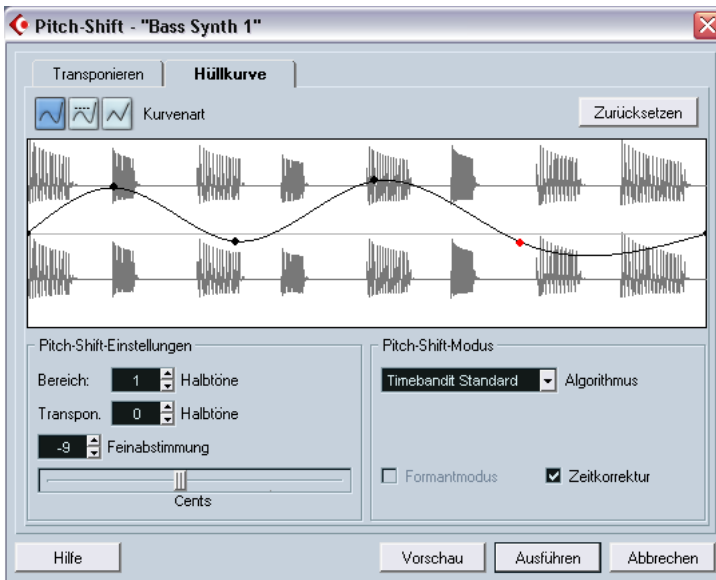 Pitch-Shift - "Bass Synth 1"
Transponieren Hüllkurve
Kurvenart Zurücksetzen
Pitch-Shift-Einstellungen
Bereich: 1 Halbtöne
Transpon. 0 Halbtöne
-9 Feinabstimmung
Cents
Pitch-Shift-Modus
Timebandit Standard Algorithmus
Formantmodus Zeitkorrektur
Hilfe Vorschau Ausführen Abbrechen